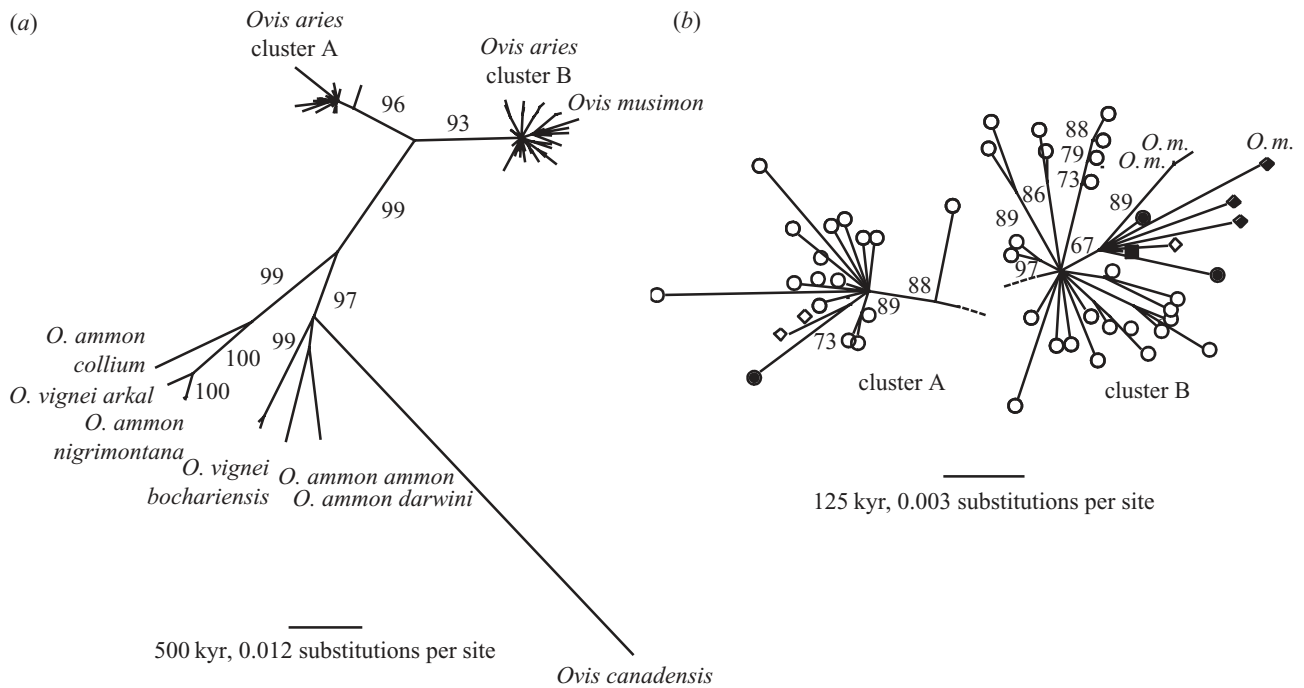 (a)
Ovis aries
cluster A
Ovis aries
cluster B
Ovis musimon
96
93
99
99
97
99
100
100
O. ammon
collium
O. vignei arkal
O. ammon
nigrimontana
O. vignei
bochariensis
O. ammon ammon
O. ammon darwini
500 kyr, 0.012 substitutions per site
Ovis canadensis
(b)
88
79
73
O. m.
O. m.
O. m.
86
89
89
67
97
88
89
73
cluster A
cluster B
125 kyr, 0.003 substitutions per site